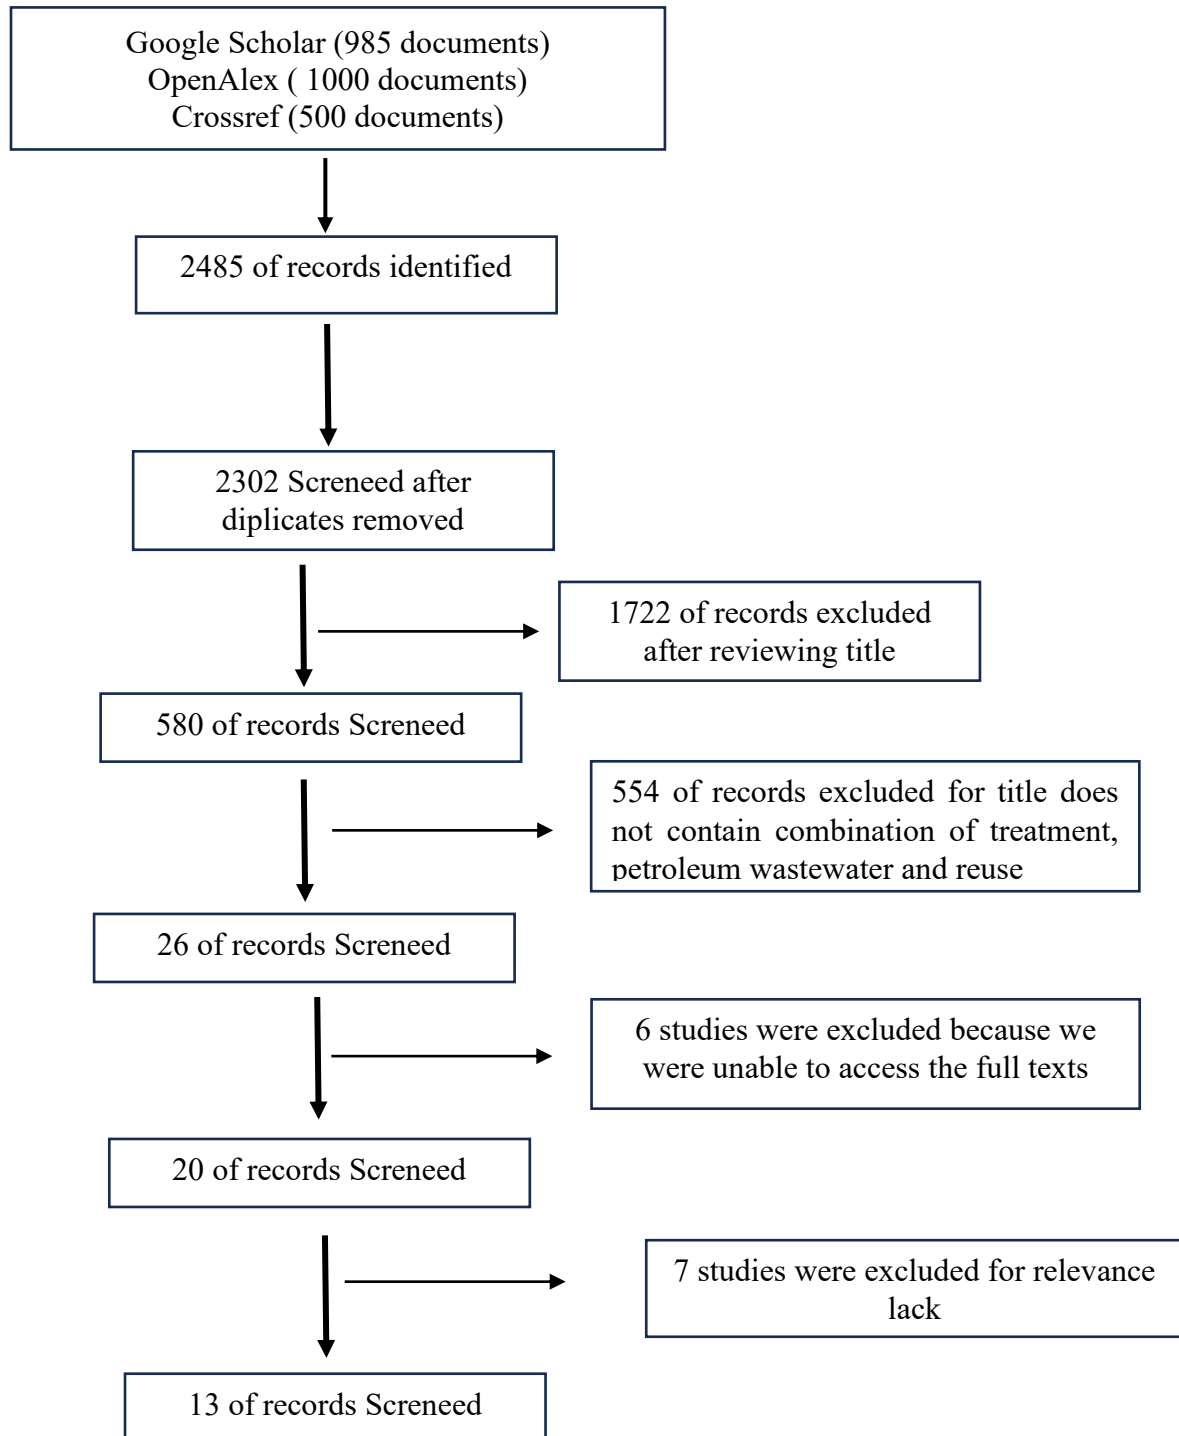 Google Scholar (985 documents)
OpenAlex ( 1000 documents)
Crossref (500 documents)
2485 of records identified
2302 Screneed after
diplicates removed
1722 of records excluded
after reviewing title
580 of records Screneed
554 of records excluded for title does
not contain combination of treatment,
petroleum wastewater and reuse
26 of records Screneed
6 studies were excluded because we
were unable to access the full texts
20 of records Screneed
7 studies were excluded for relevance
lack
13 of records Screneed